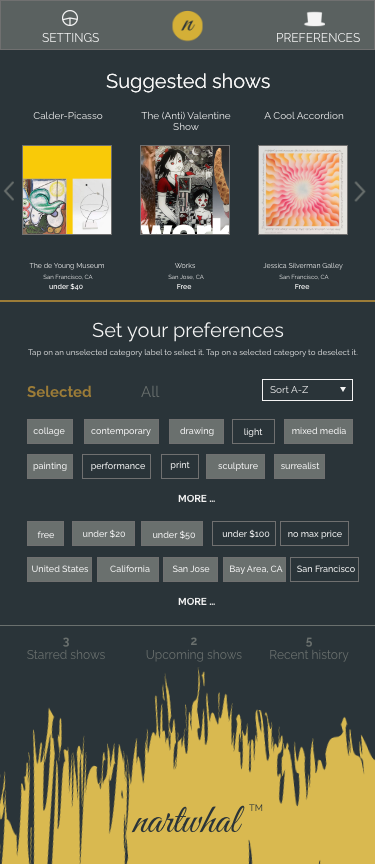 SETTINGS
n
PREFERENCES
Suggested shows
Calder-Picasso
The (Anti) Valentine
Show
A Cool Accordion
work
The de Young Museum
San Francisco, CA
under $40
Works
San Jose, CA
Free
Jessica Silverman Galley
San Francisco, CA
Free
Set your preferences
Tap on an unselected category label to select it. Tap on a selected category to deselect it.
Selected All Sort A-Z
collage contemporary drawing light mixed media
painting performance print sculpture surrealist
MORE ...
free under $20 under $50 under $100 no max price
United States California San Jose Bay Area, CA San Francisco
MORE ...
3 2 5
Starred shows Upcoming shows Recent history
nartwhal TM